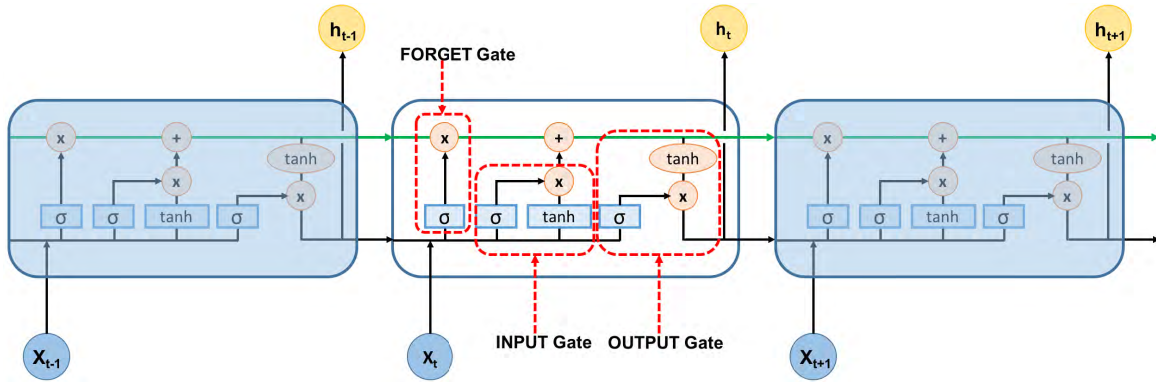 h t-1
h t
h t+1
FORGET Gate
x
+
tanh
x
x
σ
σ
tanh
σ
x
+
tanh
x
x
σ
σ
tanh
σ
x
+
tanh
x
x
σ
σ
tanh
σ
INPUT Gate
OUTPUT Gate
X t-1
X t
X t+1